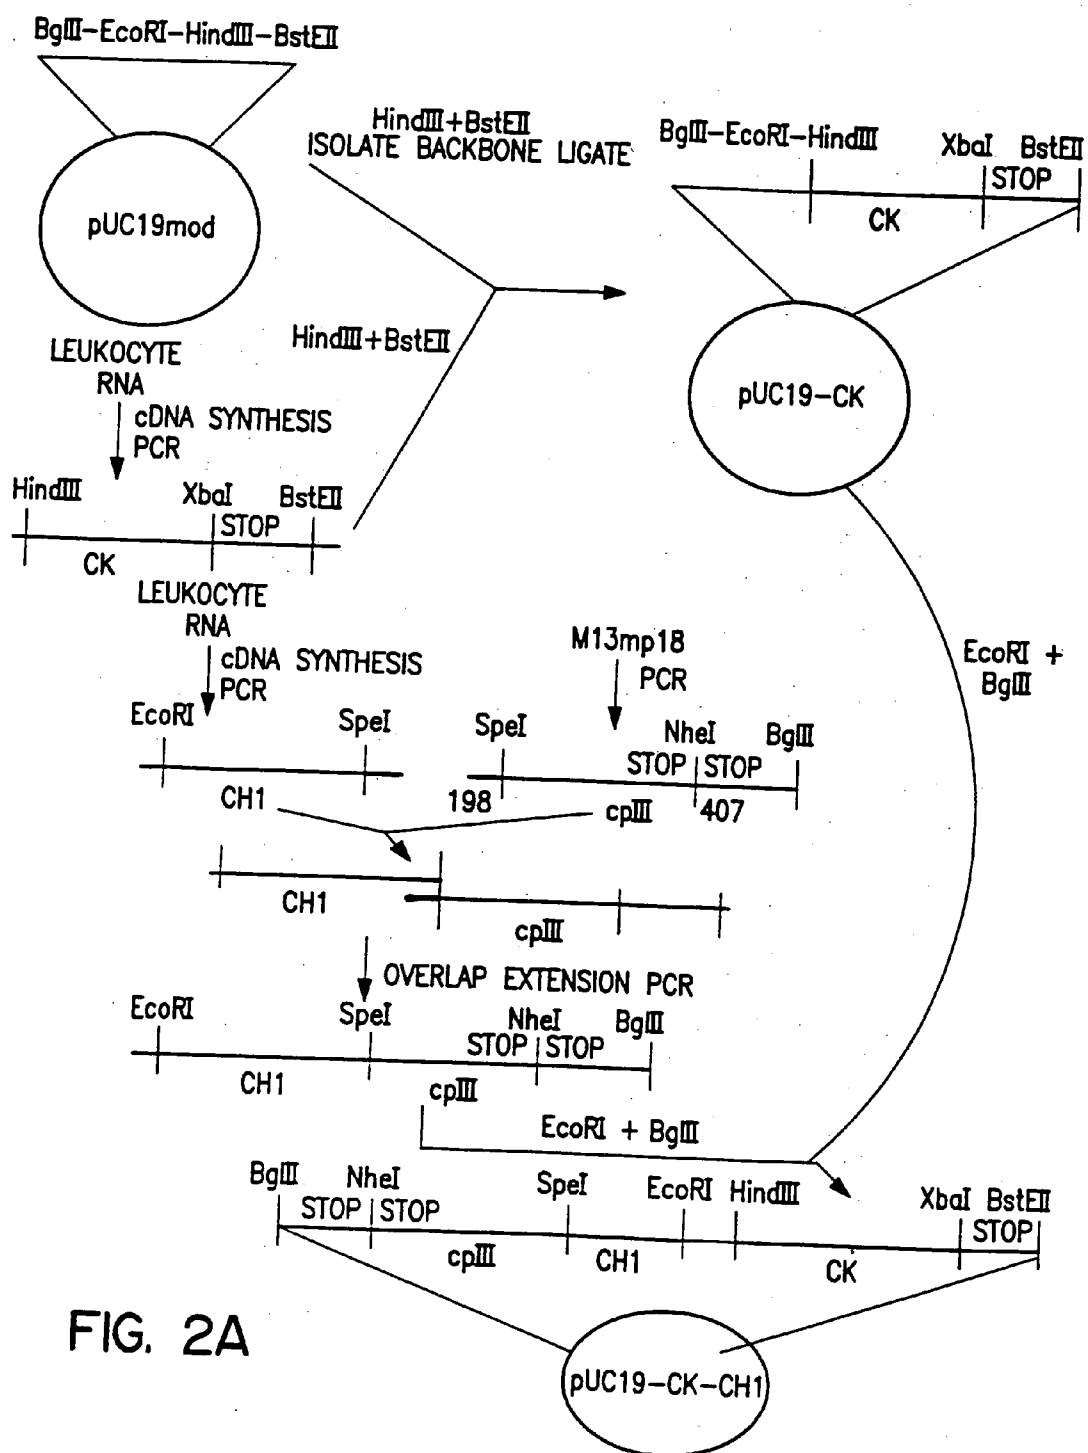 BglII-EcoRI-HindIII-BstEII
HindIII+BstEII
ISOLATE BACKBONE LIGATE
BglII-EcoRI-HindIII
XbaI BstEII
STOP
CK
pUC19mod
HindIII+BstEII
pUC19-CK
LEUKOCYTE
RNA
cDNA SYNTHESIS
PCR
HindIII XbaI BstEII
STOP
CK
LEUKOCYTE
RNA
cDNA SYNTHESIS
PCR
M13mp18
PCR
EcoRI +
BglII
EcoRI SpeI
CH1
SpeI NheI BglII
STOP STOP
198 cpIII 407
CH1
cpIII
OVERLAP EXTENSION PCR
EcoRI SpeI NheI BglII
STOP STOP
CH1 cpIII
EcoRI + BglII
BglII NheI SpeI EcoRI HindIII XbaI BstEII
STOP STOP STOP
cpIII CH1 CK
FIG. 2A
pUC19-CK-CH1